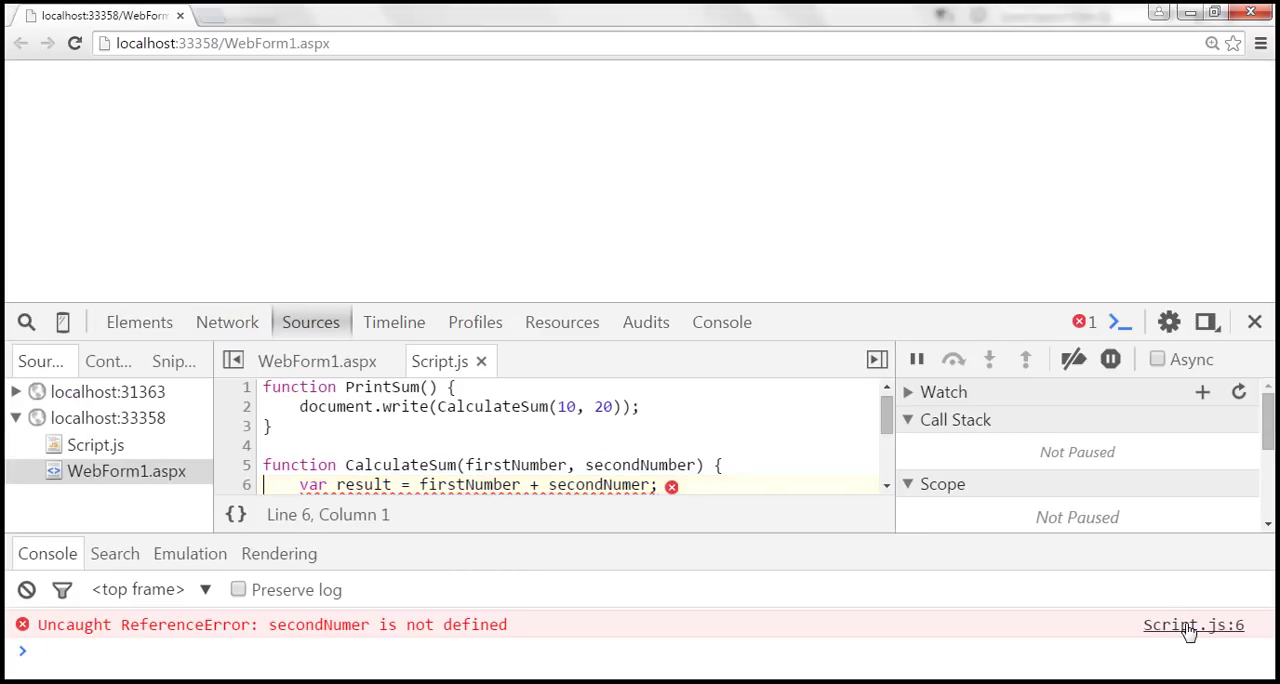 localhost:33358/WebForm
localhost:33358/WebForm1.aspx
Elements Network Sources Timeline Profiles Resources Audits Console 1
Sour... Cont... Snip... WebForm1.aspx Script.js Async
localhost:31363
localhost:33358
Script.js
WebForm1.aspx
1 function PrintSum() {
2 document.write(CalculateSum(10, 20));
3 }
4
5 function CalculateSum(firstNumber, secondNumber) {
6 var result = firstNumber + secondNumer;
{} Line 6, Column 1
Watch
Call Stack
Not Paused
Scope
Not Paused
Console Search Emulation Rendering
<top frame> Preserve log
Uncaught ReferenceError: secondNumer is not defined Script.js:6